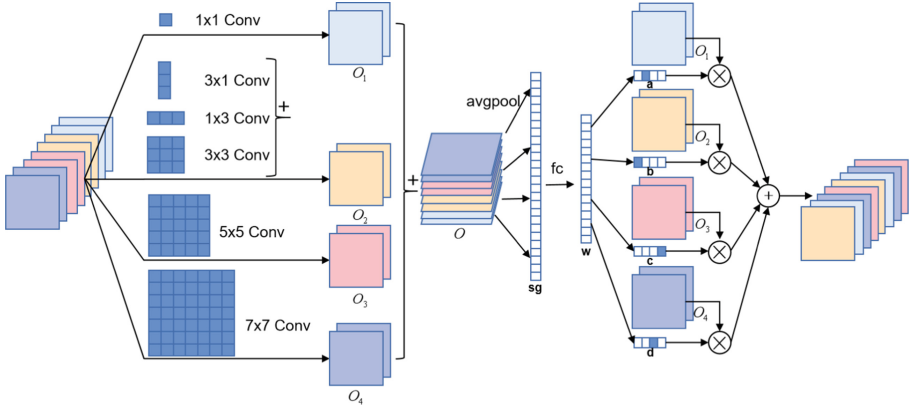 1x1 Conv
3x1 Conv
1x3 Conv
3x3 Conv
+
5x5 Conv
7x7 Conv
O1
O2
O3
O4
+
O
avgpool
sg
fc
w
O1
a
O2
b
O3
c
O4
d